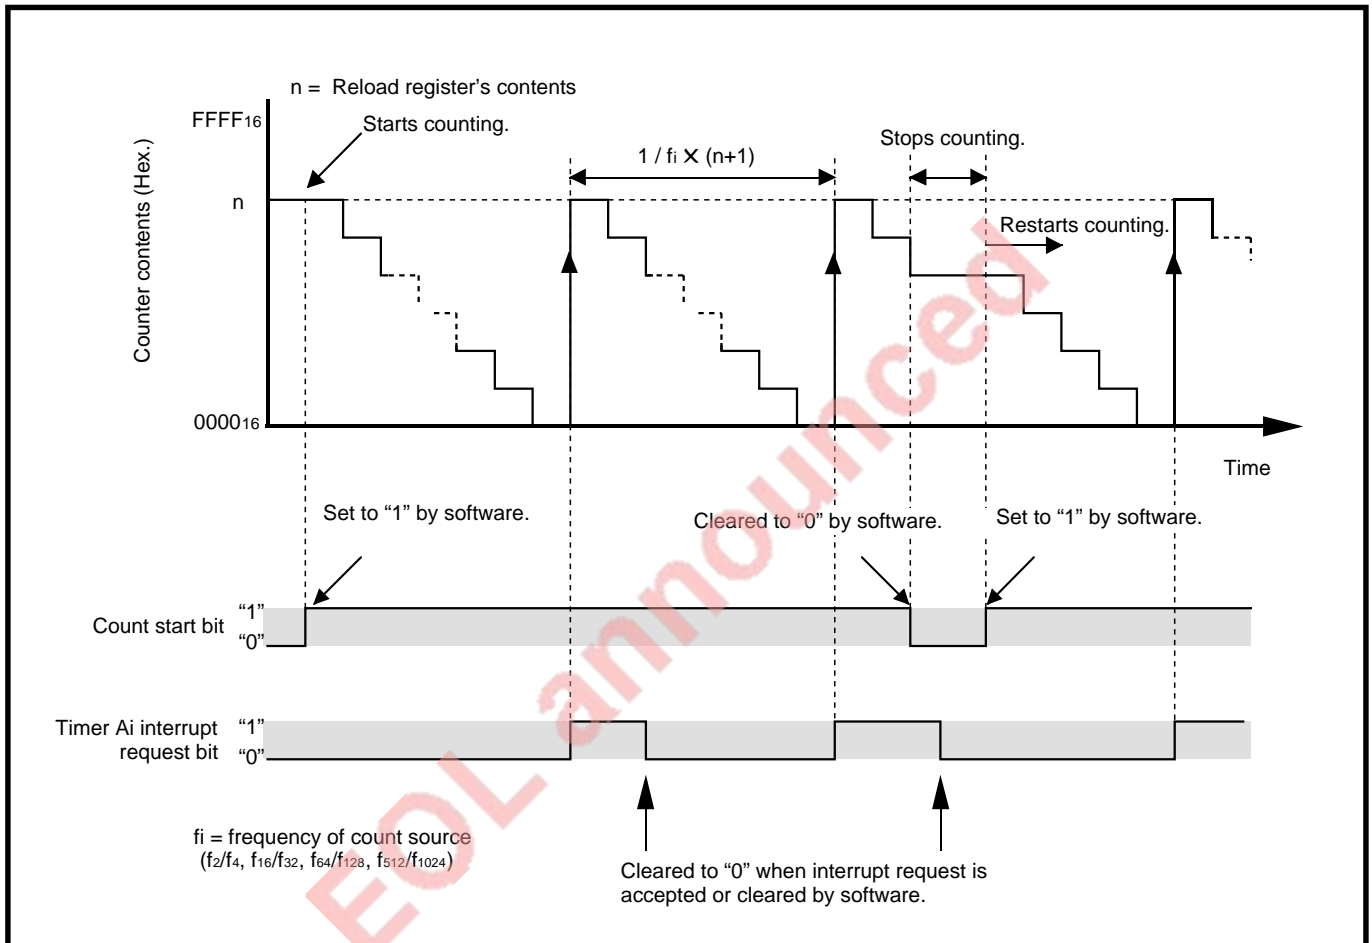 n = Reload register's contents
FFFF16
Starts counting.
Stops counting.
1 / fi × (n+1)
n
Restarts counting.
Counter contents (Hex.)
000016
Time
Set to “1” by software.
Cleared to “0” by software.
Set to “1” by software.
Count start bit
“1”
“0”
Timer Ai interrupt
request bit
“1”
“0”
fi = frequency of count source
(f2/f4, f16/f32, f64/f128, f512/f1024)
Cleared to “0” when interrupt request is
accepted or cleared by software.
EOL announced